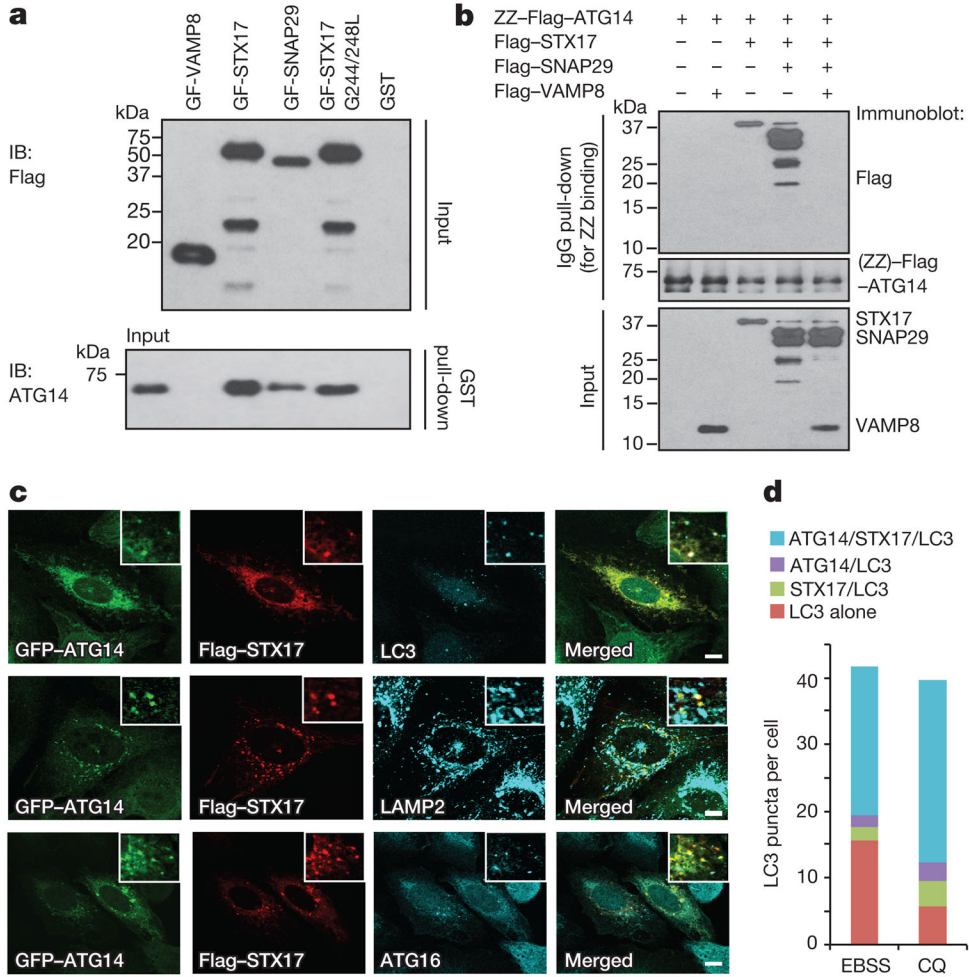 a
GF-VAMP8
GF-STX17
GF-SNAP29
GF-STX17
G244/248L
GST
kDa
75
50
37
25
20
IB:
Flag
Input
Input
kDa
75
IB:
ATG14
GST
pull-down
b
ZZ–Flag–ATG14 + + + + +
Flag–STX17 – – + + +
Flag–SNAP29 – – – + +
Flag–VAMP8 – + – – +
kDa
Immunoblot:
37
25
20
15
10
Flag
IgG pull-down
(for ZZ binding)
75
(ZZ)–Flag
–ATG14
37
25
20
15
10
STX17
SNAP29
VAMP8
Input
c
GFP–ATG14
Flag–STX17
LC3
Merged
GFP–ATG14
Flag–STX17
LAMP2
Merged
GFP–ATG14
Flag–STX17
ATG16
Merged
d
ATG14/STX17/LC3
ATG14/LC3
STX17/LC3
LC3 alone
LC3 puncta per cell
40
30
20
10
0
EBSS
CQ